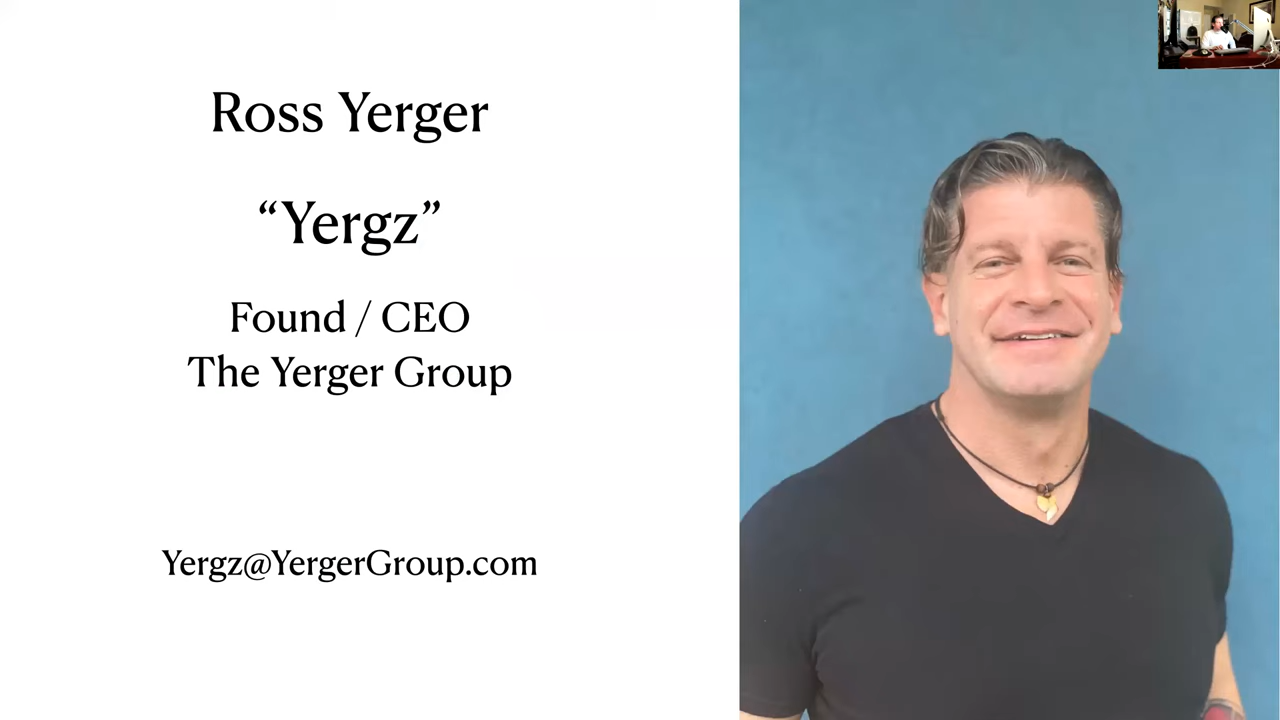 Ross Yerger
“Yergz”
Found / CEO
The Yerger Group
Yergz@YergerGroup.com